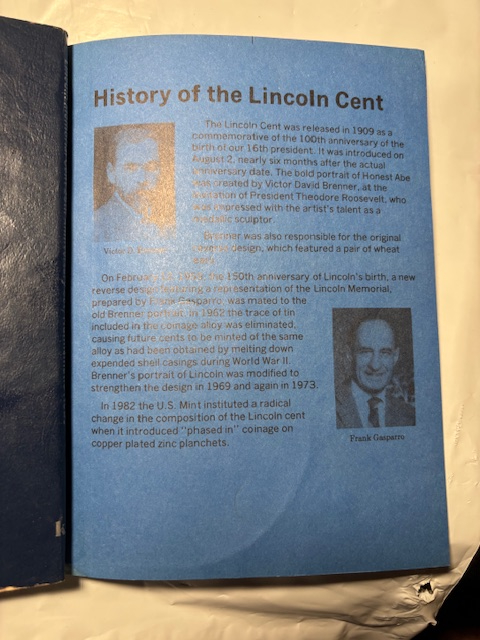 History of the Lincoln Cent
The Lincoln Cent was released in 1909 as a
commemorative of the 100th anniversary of the
birth of our 16th president. It was introduced on
August 2, nearly six months after the actual
anniversary date. The bold portrait of Honest Abe
was created by Victor David Brenner, at the
invitation of President Theodore Roosevelt, who
was impressed with the artist's talent as a
medallic sculptor.
Brenner was also responsible for the original
reverse design, which featured a pair of wheat
Victor D. Brenner
On February 12, 1959, the 150th anniversary of Lincoln's birth, a new
reverse design featuring a representation of the Lincoln Memorial,
prepared by Frank Gasparro, was mated to the
old Brenner portrait. In 1962 the trace of tin
included in the coinage alloy was eliminated,
causing future cents to be minted of the same
alloy as had been obtained by melting down
expended shell casings during World War II.
Brenner's portrait of Lincoln was modified to
strengthen the design in 1969 and again in 1973.
In 1982 the U.S. Mint instituted a radical
change in the composition of the Lincoln cent
when it introduced "phased in" coinage on
copper plated zinc planchets.
Frank Gasparro